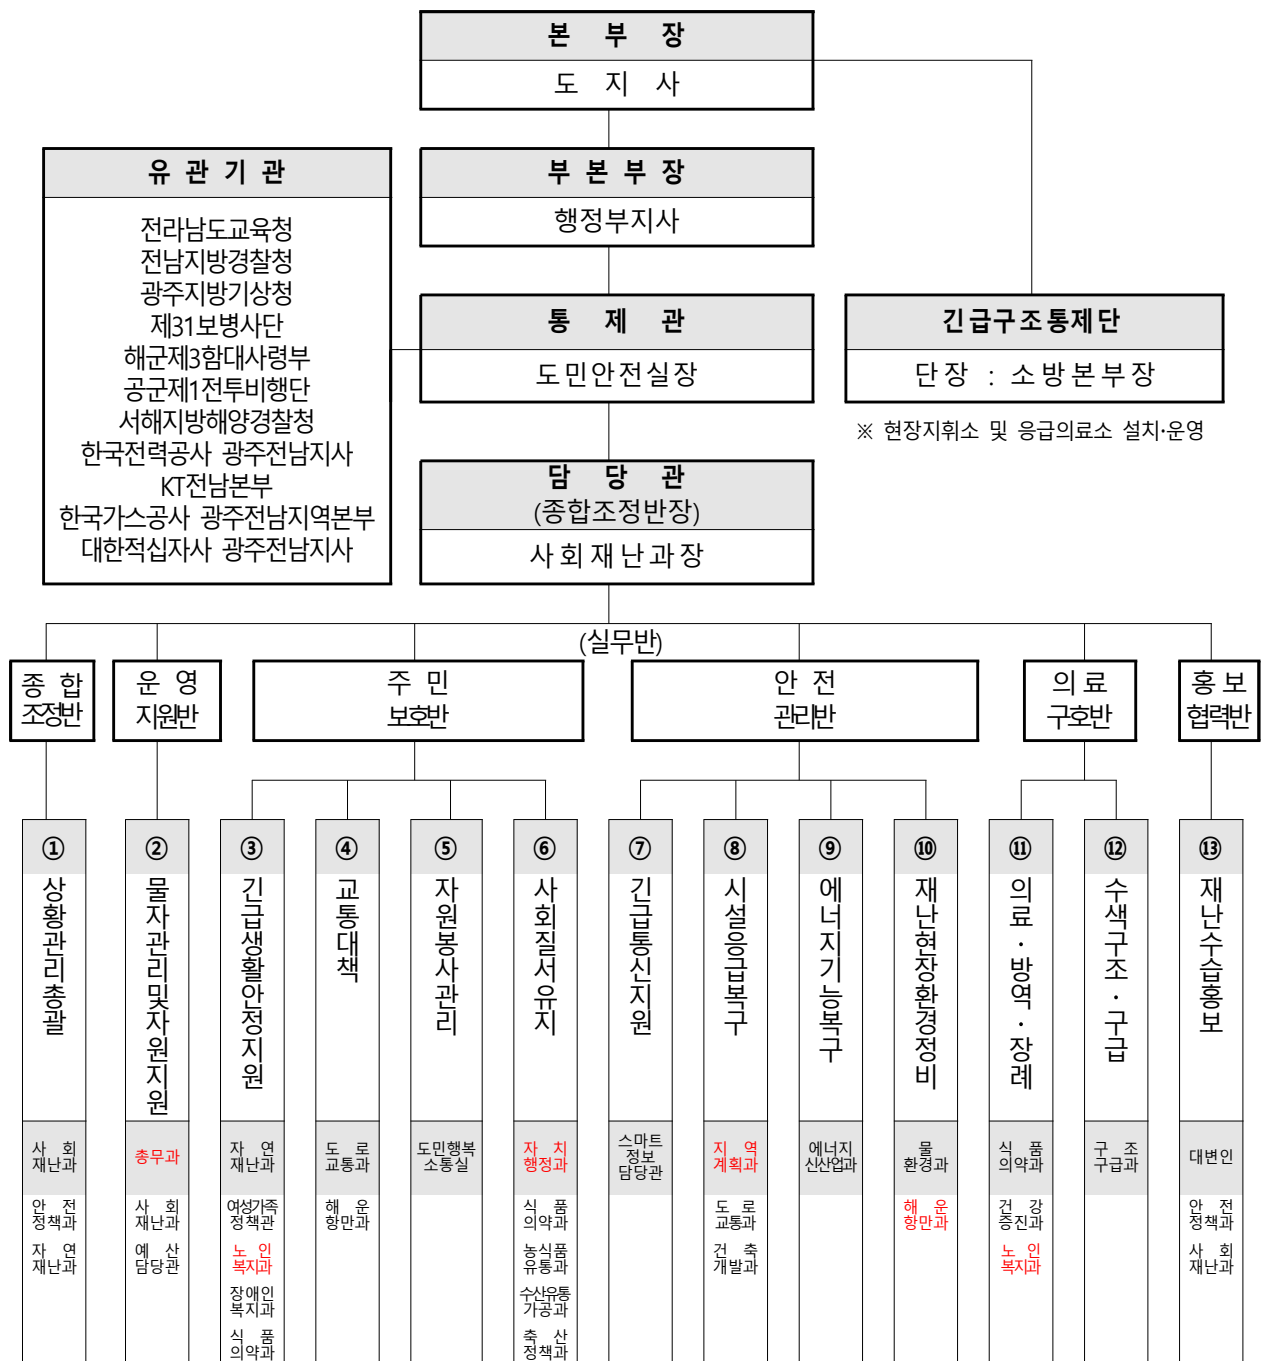 본 부 장
도 지 사
유 관 기 관
전라남도교육청
전남지방경찰청
광주지방기상청
제31보병사단
해군제3함대사령부
공군제1전투비행단
서해지방해양경찰청
한국전력공사 광주전남지사
KT전남본부
한국가스공사 광주전남지역본부
대한적십자사 광주전남지사
부 본 부 장
행정부지사
통 제 관
도민안전실장
긴급구조통제단
단장 : 소방본부장
※ 현장지휘소 및 응급의료소 설치·운영
담 당 관
(종합조정반장)
사회재난과장
(실무반)
종 합
조정반
운 영
지원반
주 민
보호반
안 전
관리반
의 료
구호반
홍 보
협력반
①
상황관리총괄
사 회
재난과
안 전
정책과
자 연
재난과
②
물자관리및자원지원
총무과
사 회
재난과
예 산
담당관
③
긴급생활안정지원
자 연
재난과
여성가족
정책관
노 인
복지과
장애인
복지과
식 품
의약과
④
교통대책
도 로
교통과
해 운
항만과
⑤
자원봉사관리
도민행복
소통실
⑥
사회질서유지
자 치
행정과
식 품
의약과
농식품
유통과
수산유통
가공과
축 산
정책과
⑦
긴급통신지원
스마트
정보
담당관
⑧
시설응급복구
지 역
계획과
도 로
교통과
건 축
개발과
⑨
에너지기능복구
에너지
신산업과
⑩
재난현장환경정비
물
환경과
해 운
항만과
⑪
의료·방역·장례
식 품
의약과
건 강
증진과
노 인
복지과
⑫
수색구조·구급
구 조
구급과
⑬
재난수습홍보
대변인
안 전
정책과
사 회
재난과